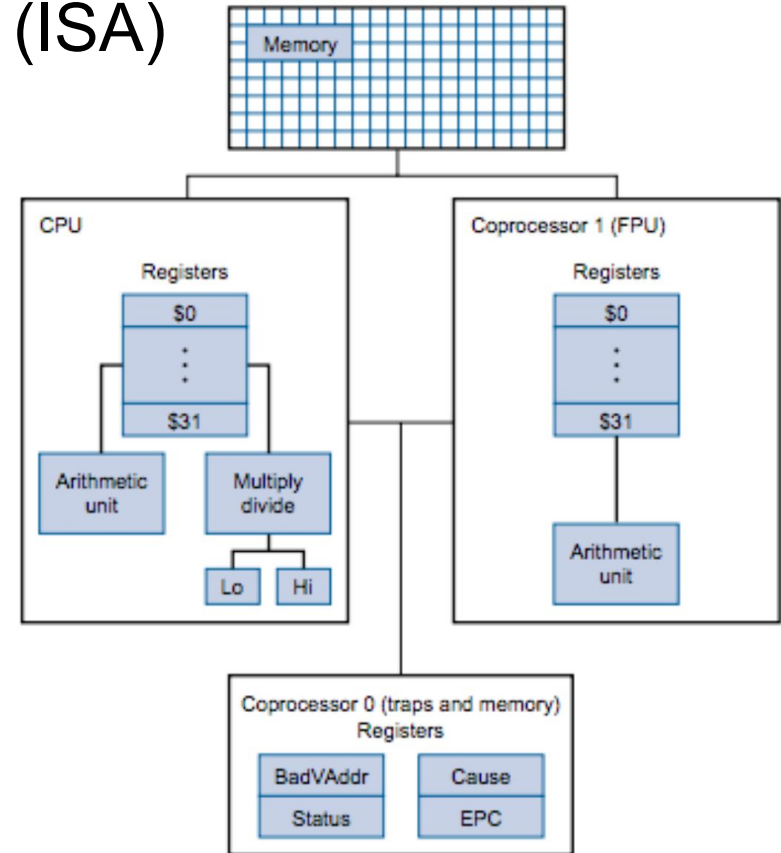 (ISA)
Memory
CPU
Registers
$0
$31
Arithmetic
unit
Multiply
divide
Lo
Hi
Coprocessor 1 (FPU)
Registers
$0
$31
Arithmetic
unit
Coprocessor 0 (traps and memory)
Registers
BadVAddr
Cause
Status
EPC